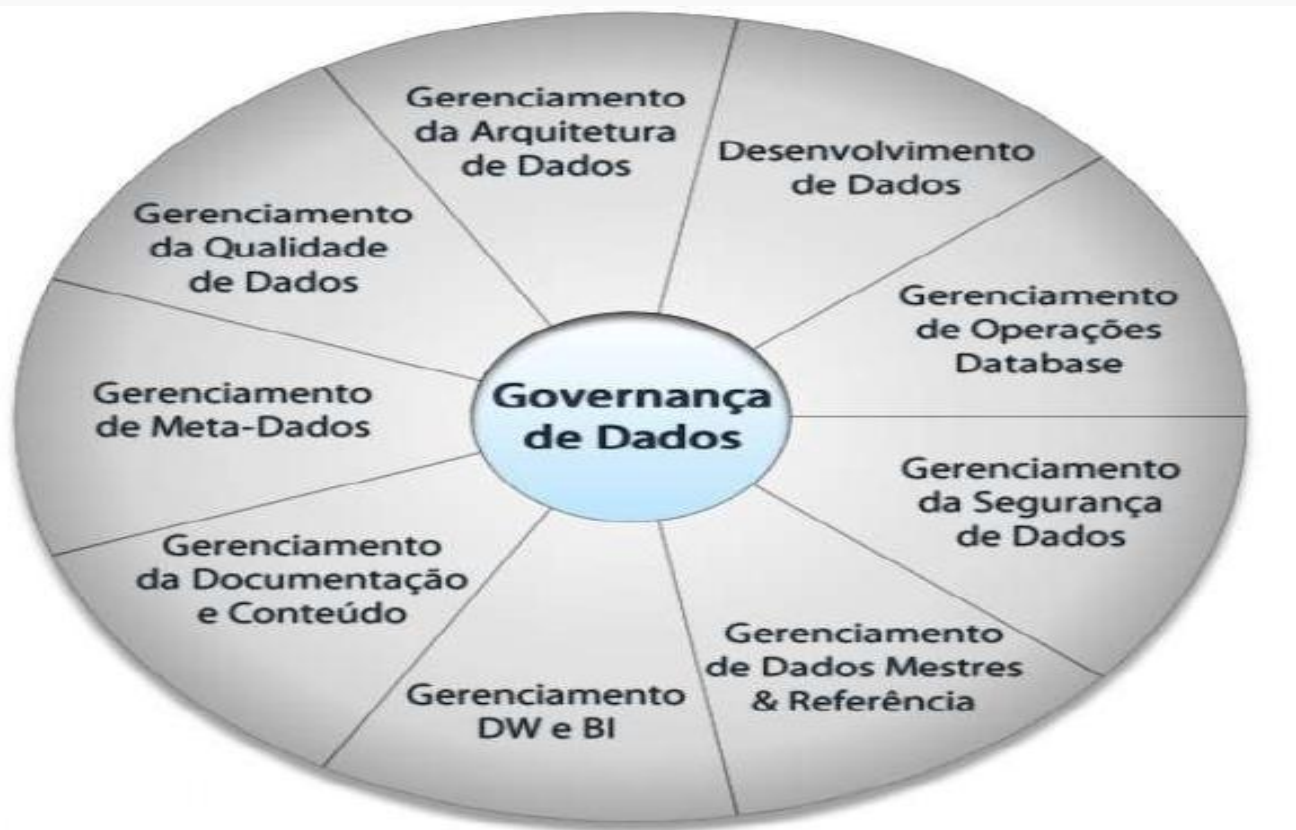 Gerenciamento
da Arquitetura
de Dados
Desenvolvimento
de Dados
Gerenciamento
de Operações
Database
Gerenciamento
da Segurança
de Dados
Gerenciamento
de Dados Mestres
& Referência
Gerenciamento
DW e BI
Gerenciamento
da Documentação
e Conteúdo
Gerenciamento
de Meta-Dados
Gerenciamento
da Qualidade
de Dados
Governança
de Dados